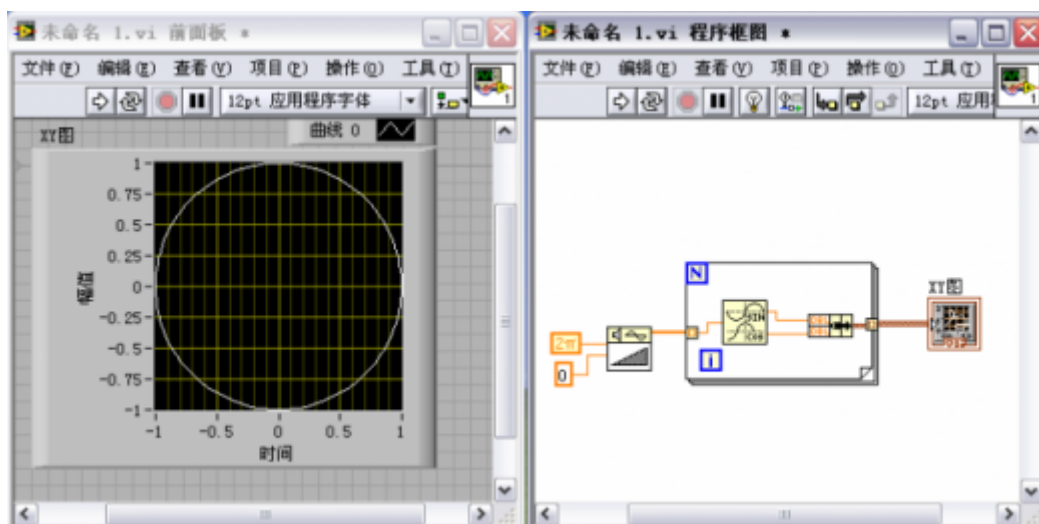 未命名 1.vi 前面板 *
文件(F) 编辑(E) 查看(V) 项目(P) 操作(O) 工具(T)
1
12pt 应用程序字体
XY图
曲线 0
1
0.75
0.5
0.25
0
-0.25
-0.5
-0.75
-1
幅值
-1 -0.5 0 0.5 1
时间
未命名 1.vi 程序框图 *
文件(F) 编辑(E) 查看(V) 项目(P) 操作(O) 工具(T)
1
12pt 应用
N
XY图
SIN
COS
2π
i
0